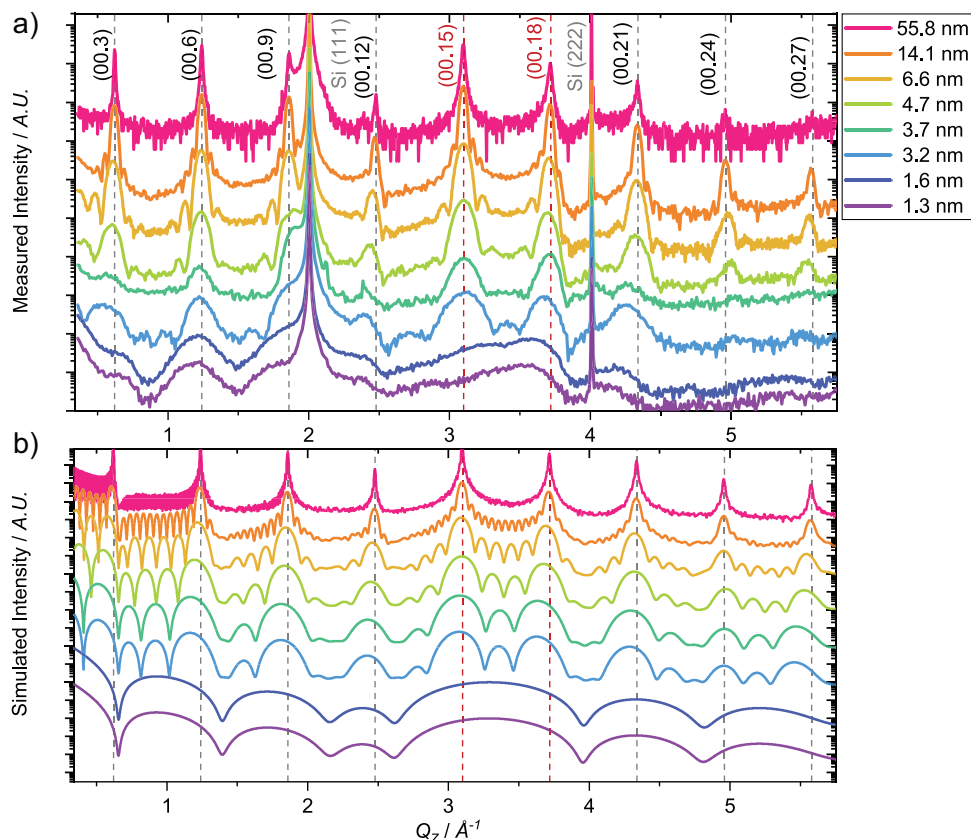 a)
Measured Intensity / A.U.
(00.3)
(00.6)
(00.9)
Si (111)
(00.12)
(00.15)
(00.18)
Si (222)
(00.21)
(00.24)
(00.27)
55.8 nm
14.1 nm
6.6 nm
4.7 nm
3.7 nm
3.2 nm
1.6 nm
1.3 nm
1 2 3 4 5
b)
Simulated Intensity / A.U.
1 2 3 4 5
Qz / Å⁻¹